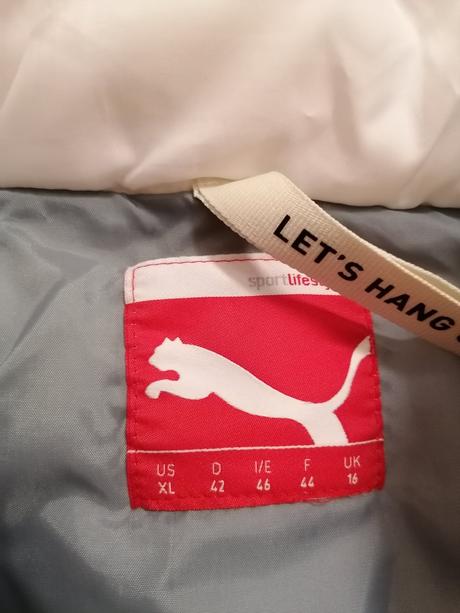 LET'S HANG
sportlifes
US D I/E F UK
XL 42 46 44 16